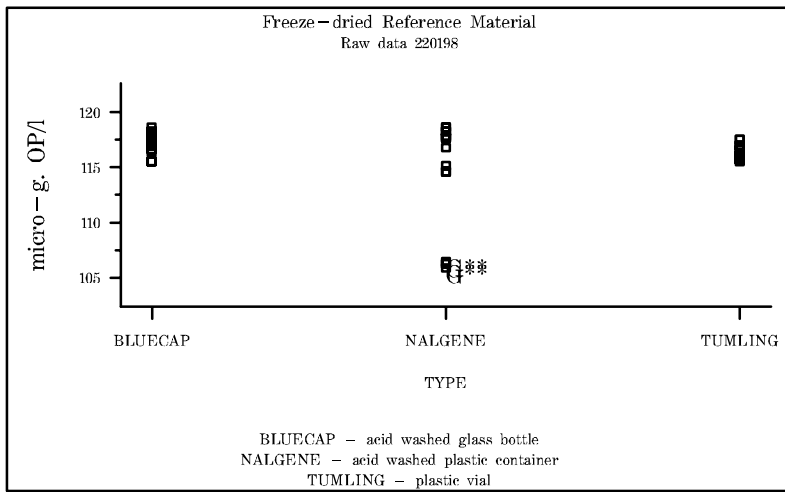 Freeze-dried Reference Material
Raw data 220198
micro-g. OP/l
120
115
110
105
G**
G**
G
BLUECAP NALGENE TUMLING
TYPE
BLUECAP - acid washed glass bottle
NALGENE - acid washed plastic container
TUMLING - plastic vial